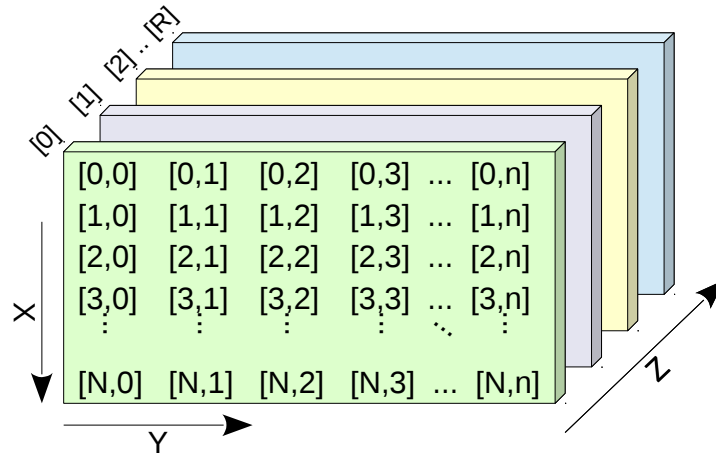 [0] [1] [2] .. [R]
[0,0] [0,1] [0,2] [0,3] ... [0,n]
[1,0] [1,1] [1,2] [1,3] ... [1,n]
[2,0] [2,1] [2,2] [2,3] ... [2,n]
[3,0] [3,1] [3,2] [3,3] ... [3,n]
⋮ ⋮ ⋮ ⋮ ⋱ ⋮
[N,0] [N,1] [N,2] [N,3] ... [N,n]
X
Y
Z